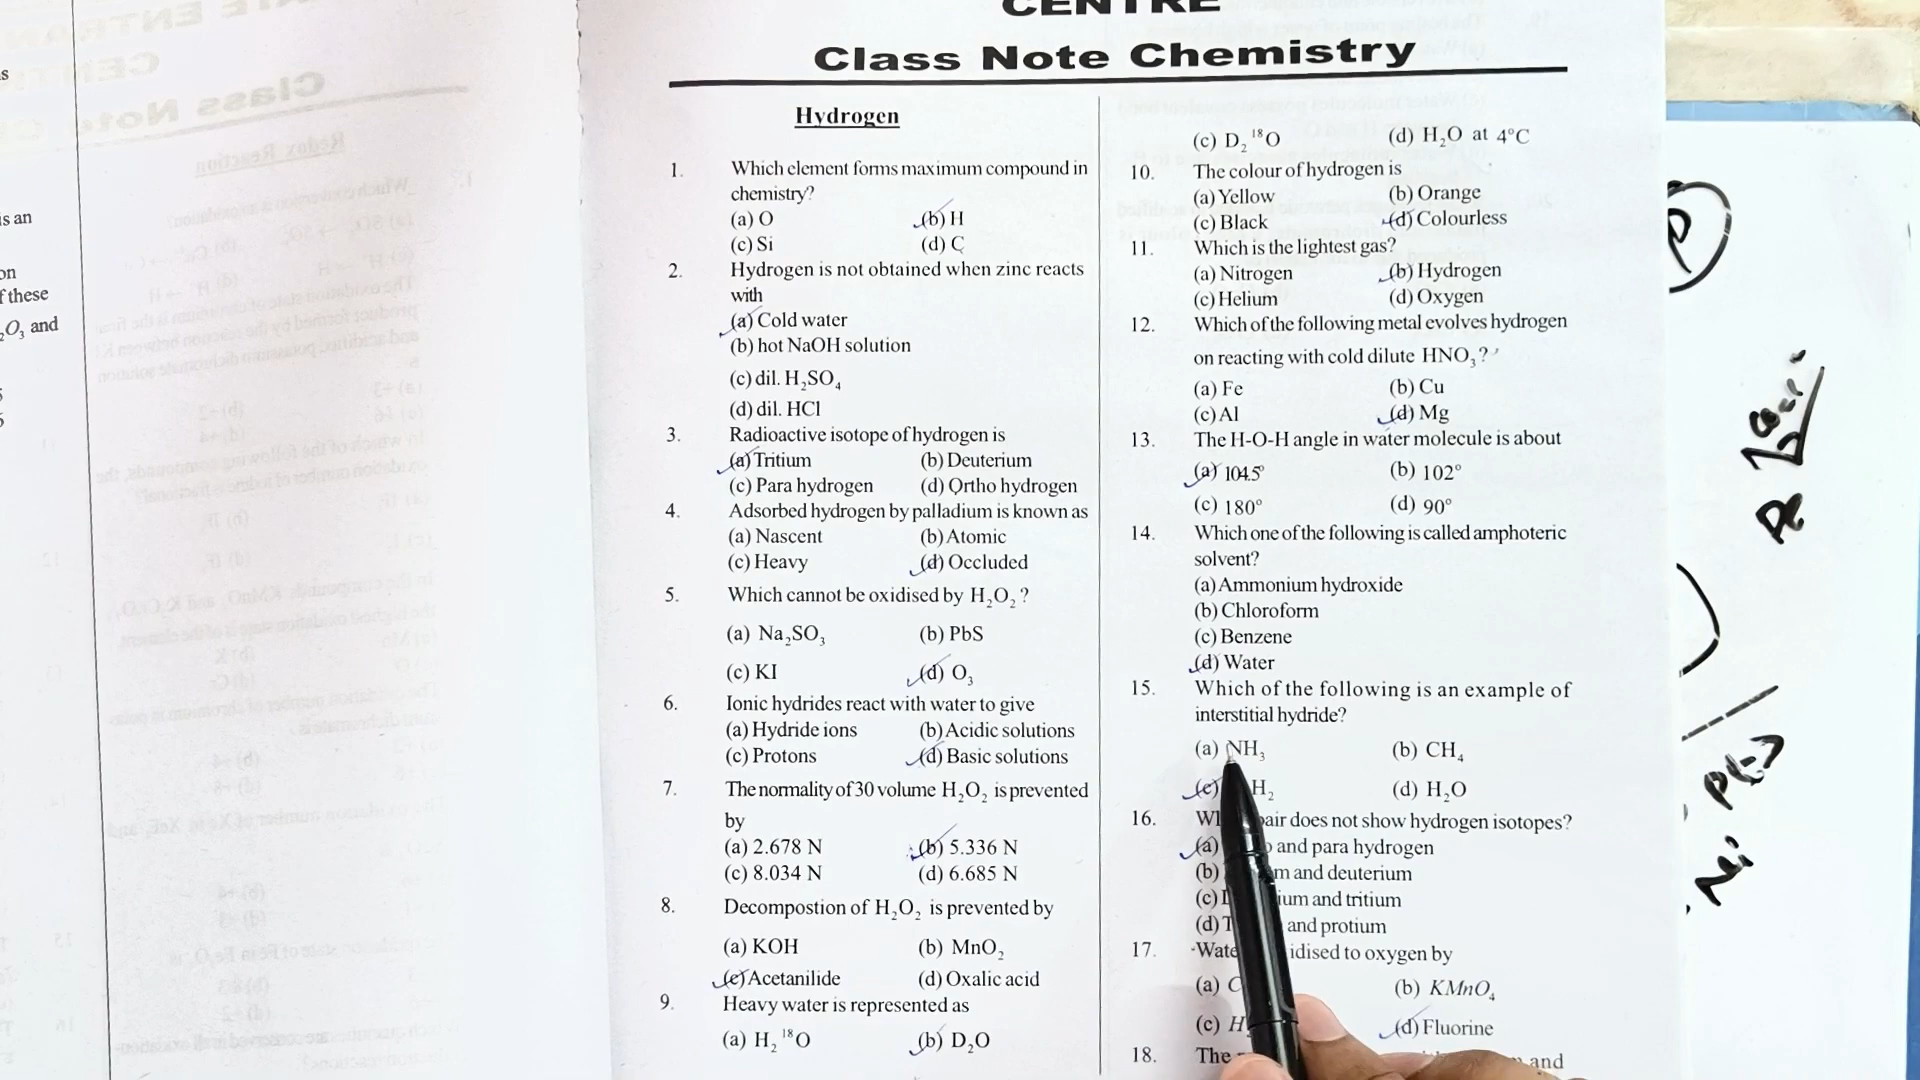 CENTRE
Class Note Chemistry
Hydrogen
1. Which element forms maximum compound in
chemistry?
(a) O (b) H
(c) Si (d) C
2. Hydrogen is not obtained when zinc reacts
with
(a) Cold water
(b) hot NaOH solution
(c) dil. H₂SO₄
(d) dil. HCl
3. Radioactive isotope of hydrogen is
(a) Tritium (b) Deuterium
(c) Para hydrogen (d) Ortho hydrogen
4. Adsorbed hydrogen by palladium is known as
(a) Nascent (b) Atomic
(c) Heavy (d) Occluded
5. Which cannot be oxidised by H₂O₂?
(a) Na₂SO₃ (b) PbS
(c) KI (d) O₃
6. Ionic hydrides react with water to give
(a) Hydride ions (b) Acidic solutions
(c) Protons (d) Basic solutions
7. The normality of 30 volume H₂O₂ is prevented
by
(a) 2.678 N (b) 5.336 N
(c) 8.034 N (d) 6.685 N
8. Decompostion of H₂O₂ is prevented by
(a) KOH (b) MnO₂
(c) Acetanilide (d) Oxalic acid
9. Heavy water is represented as
(a) H₂¹⁸O (b) D₂O
(c) D₂¹⁸O (d) H₂O at 4°C
10. The colour of hydrogen is
(a) Yellow (b) Orange
(c) Black (d) Colourless
11. Which is the lightest gas?
(a) Nitrogen (b) Hydrogen
(c) Helium (d) Oxygen
12. Which of the following metal evolves hydrogen
on reacting with cold dilute HNO₃?
(a) Fe (b) Cu
(c) Al (d) Mg
13. The H-O-H angle in water molecule is about
(a) 104.5° (b) 102°
(c) 180° (d) 90°
14. Which one of the following is called amphoteric
solvent?
(a) Ammonium hydroxide
(b) Chloroform
(c) Benzene
(d) Water
15. Which of the following is an example of
interstitial hydride?
(a) NH₃ (b) CH₄
(c) H₂ (d) H₂O
16. pair does not show hydrogen isotopes?
(a) and para hydrogen
(b) and deuterium
(c) and tritium
(d) and protium
17. idised to oxygen by
(a) (b) KMnO₄
(c) (d) Fluorine
18. The and
s
is an
on
f these
₂O₃ and